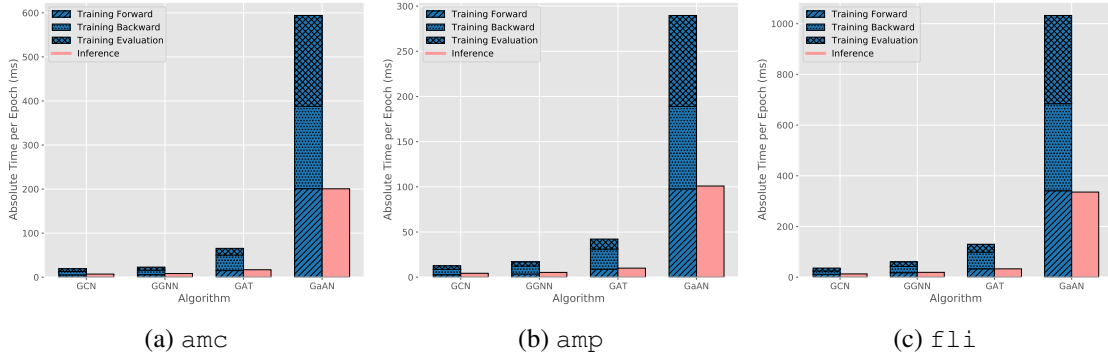 Absolute Time per Epoch (ms)
600
500
400
300
200
100
0
Training Forward
Training Backward
Training Evaluation
Inference
GCN GGNN GAT GaAN
Algorithm
(a) amc
Absolute Time per Epoch (ms)
300
250
200
150
100
50
0
Training Forward
Training Backward
Training Evaluation
Inference
GCN GGNN GAT GaAN
Algorithm
(b) amp
Absolute Time per Epoch (ms)
1000
800
600
400
200
0
Training Forward
Training Backward
Training Evaluation
Inference
GCN GGNN GAT GaAN
Algorithm
(c) fli